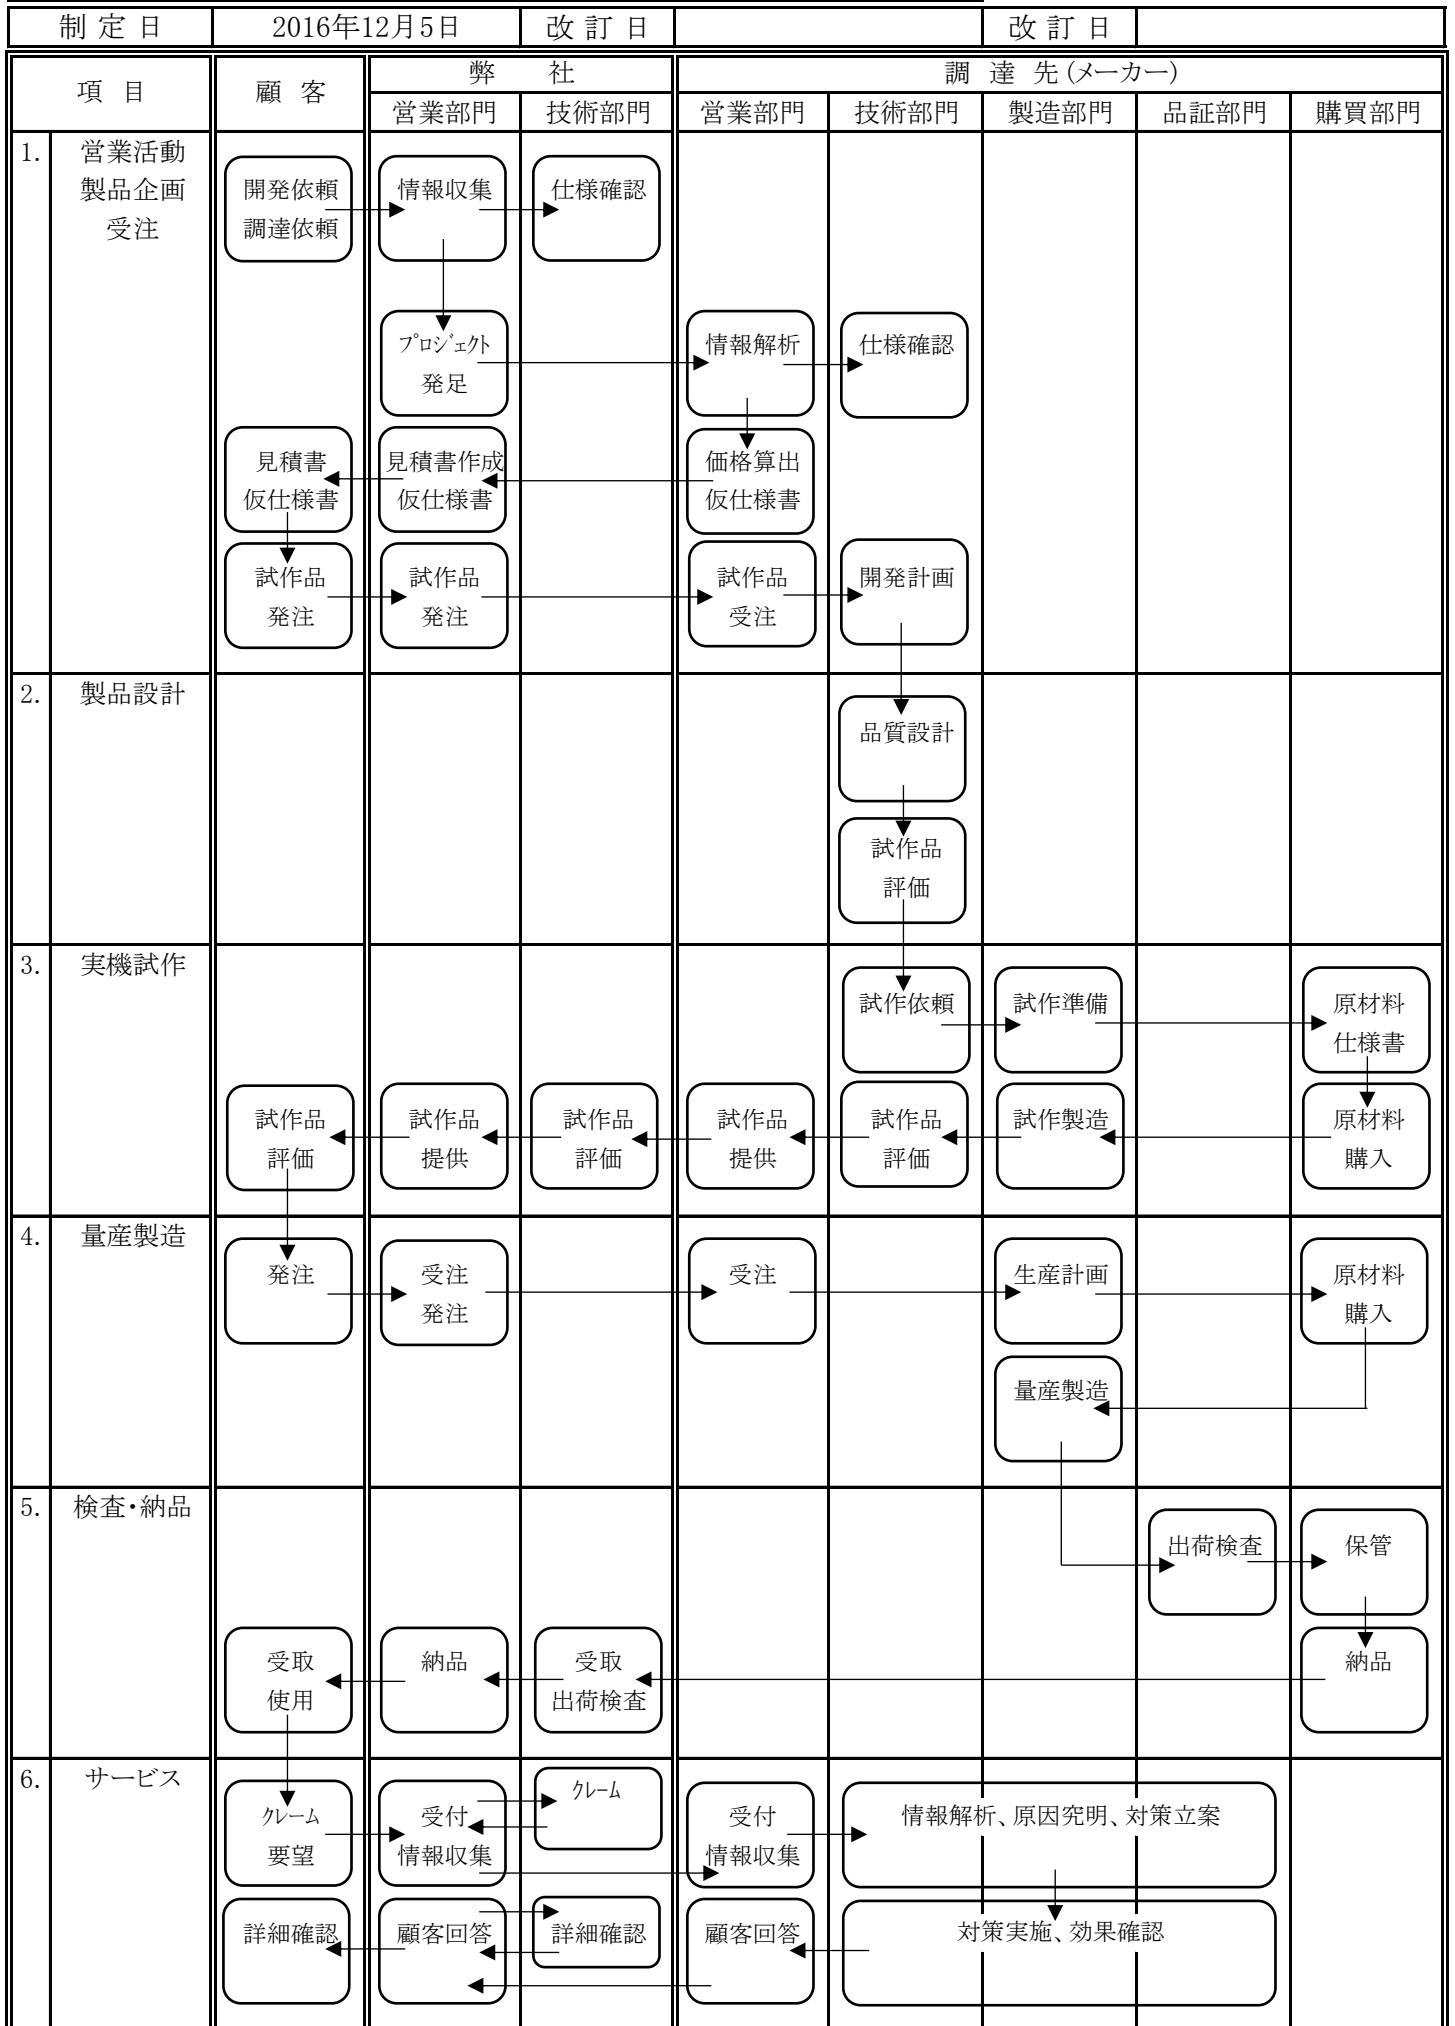 制定日 2016年12月5日 改訂日 改訂日
項目 顧客 弊社 調達先(メーカー)
営業部門 技術部門 営業部門 技術部門 製造部門 品証部門 購買部門
1. 営業活動
製品企画
受注
開発依頼 情報収集 仕様確認
調達依頼
プロジェクト 情報解析 仕様確認
発足
見積書 見積書作成 価格算出
仮仕様書 仮仕様書 仮仕様書
試作品 試作品 試作品 開発計画
発注 発注 受注
2. 製品設計
品質設計
試作品
評価
3. 実機試作
試作依頼 試作準備 原材料
仕様書
試作品 試作品 試作品 試作品 試作品 試作製造 原材料
評価 提供 評価 提供 評価 購入
4. 量産製造
発注 受注 受注 生産計画 原材料
発注 購入
量産製造
5. 検査・納品
出荷検査 保管
受取 納品 受取 納品
使用 出荷検査
6. サービス
クレーム
クレーム 受付 受付 情報解析、原因究明、対策立案
要望 情報収集 情報収集
詳細確認 顧客回答 詳細確認 顧客回答 対策実施、効果確認